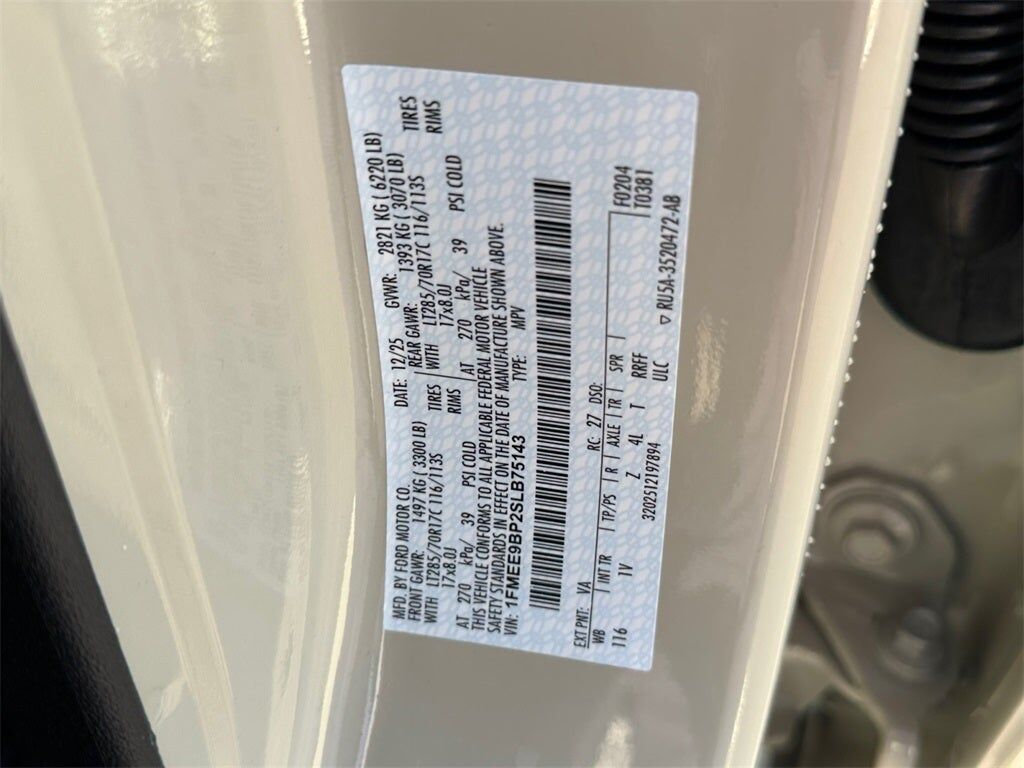 MFD. BY FORD MOTOR CO. DATE: 12/25 GVWR: 2821 KG ( 6220 LB)
FRONT GAWR: 1497 KG ( 3300 LB) REAR GAWR: 1393 KG ( 3070 LB)
WITH LT285/70R17C 116/113S TIRES WITH LT285/70R17C 116/113S TIRES
17x8.0J RIMS 17x8.0J RIMS
AT 270 kPa/ 39 PSI COLD AT 270 kPa/ 39 PSI COLD
THIS VEHICLE CONFORMS TO ALL APPLICABLE FEDERAL MOTOR VEHICLE
SAFETY STANDARDS IN EFFECT ON THE DATE OF MANUFACTURE SHOWN ABOVE.
VIN: 1FMEE9BP2SLB75143 TYPE: MPV
EXT PNT: VA RC: 27 DSO: F0204
WB INT TR TP/PS R AXLE TR SPR T0381
116 1V Z 4L T RRFF
3202512197894 ULC ▽ RU5A-3520472-AB